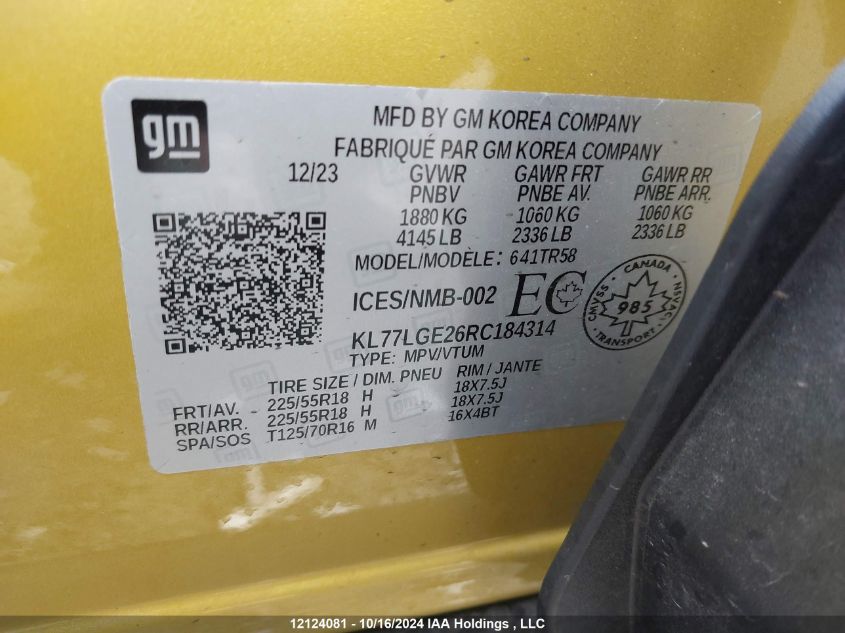 gm
MFD BY GM KOREA COMPANY
FABRIQUÉ PAR GM KOREA COMPANY
12/23 GVWR GAWR FRT GAWR RR
PNBV PNBE AV. PNBE ARR.
1880 KG 1060 KG 1060 KG
4145 LB 2336 LB 2336 LB
MODEL/MODÈLE: 641TR58
ICES/NMB-002 EC
CANADA CMVSS NSVAC 985 TRANSPORT
KL77LGE26RC184314
TYPE: MPV/VTUM
TIRE SIZE / DIM. PNEU RIM / JANTE
FRT/AV. - 225/55R18 H 18X7.5J
RR/ARR. - 225/55R18 H 18X7.5J
SPA/SOS T125/70R16 M 16X4BT
12124081 - 10/16/2024 IAA Holdings , LLC